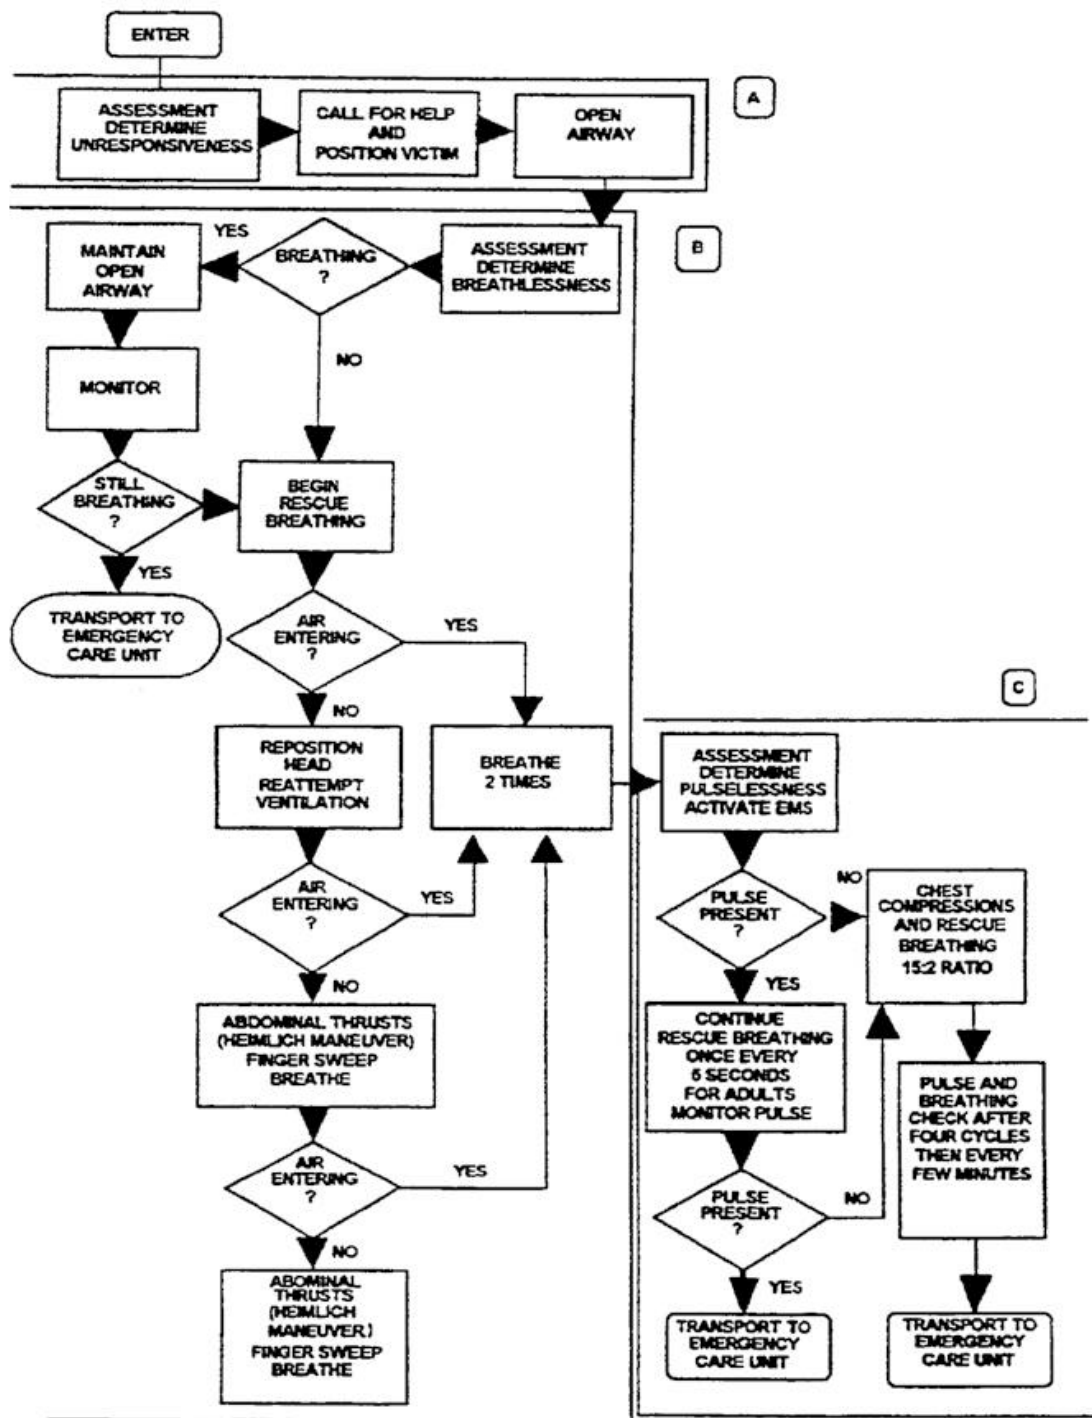 ENTER
A
ASSESSMENT
DETERMINE
UNRESPONSIVENESS
CALL FOR HELP
AND
POSITION VICTIM
OPEN
AIRWAY
B
YES
MAINTAIN
OPEN
AIRWAY
BREATHING
?
ASSESSMENT
DETERMINE
BREATHLESSNESS
NO
MONITOR
STILL
BREATHING
?
BEGIN
RESCUE
BREATHING
YES
TRANSPORT TO
EMERGENCY
CARE UNIT
AIR
ENTERING
?
YES
NO
C
REPOSITION
HEAD
REATTEMPT
VENTILATION
BREATHE
2 TIMES
ASSESSMENT
DETERMINE
PULSELESSNESS
ACTIVATE EMS
AIR
ENTERING
?
YES
PULSE
PRESENT
?
NO
CHEST
COMPRESSIONS
AND RESCUE
BREATHING
15:2 RATIO
NO
YES
ABDOMINAL THRUSTS
(HEIMLICH MANEUVER)
FINGER SWEEP
BREATHE
CONTINUE
RESCUE BREATHING
ONCE EVERY
5 SECONDS
FOR ADULTS
MONITOR PULSE
PULSE AND
BREATHING
CHECK AFTER
FOUR CYCLES
THEN EVERY
FEW MINUTES
AIR
ENTERING
?
YES
PULSE
PRESENT
?
NO
NO
YES
ABOMINAL
THRUSTS
(HEIMLICH
MANEUVER)
FINGER SWEEP
BREATHE
TRANSPORT TO
EMERGENCY
CARE UNIT
TRANSPORT TO
EMERGENCY
CARE UNIT